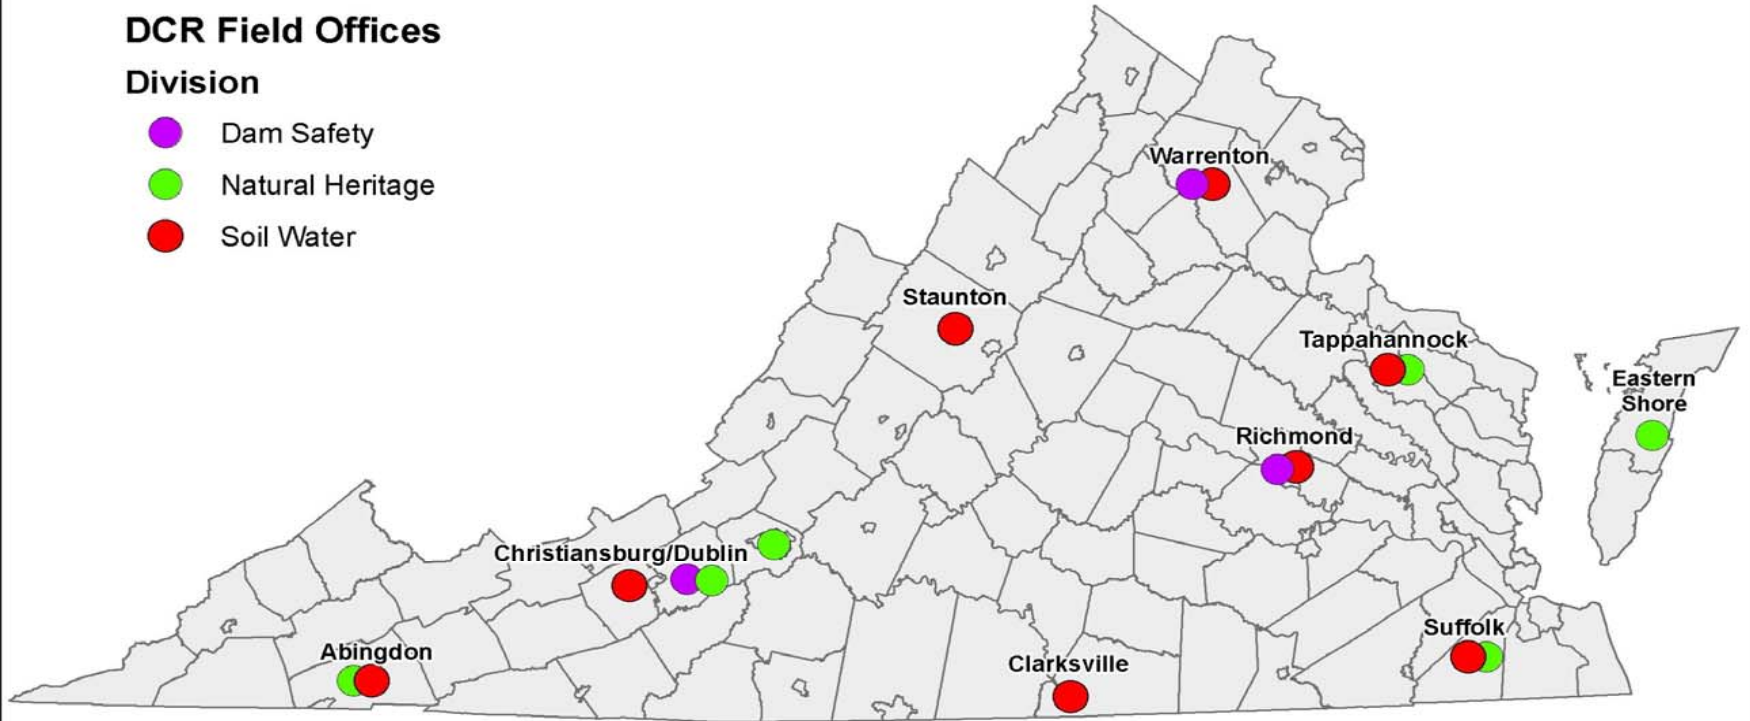 DCR Field Offices
Division
Dam Safety
Natural Heritage
Soil Water
Warrenton
Staunton
Tappahannock
Eastern
Shore
Richmond
Christiansburg/Dublin
Suffolk
Abingdon
Clarksville